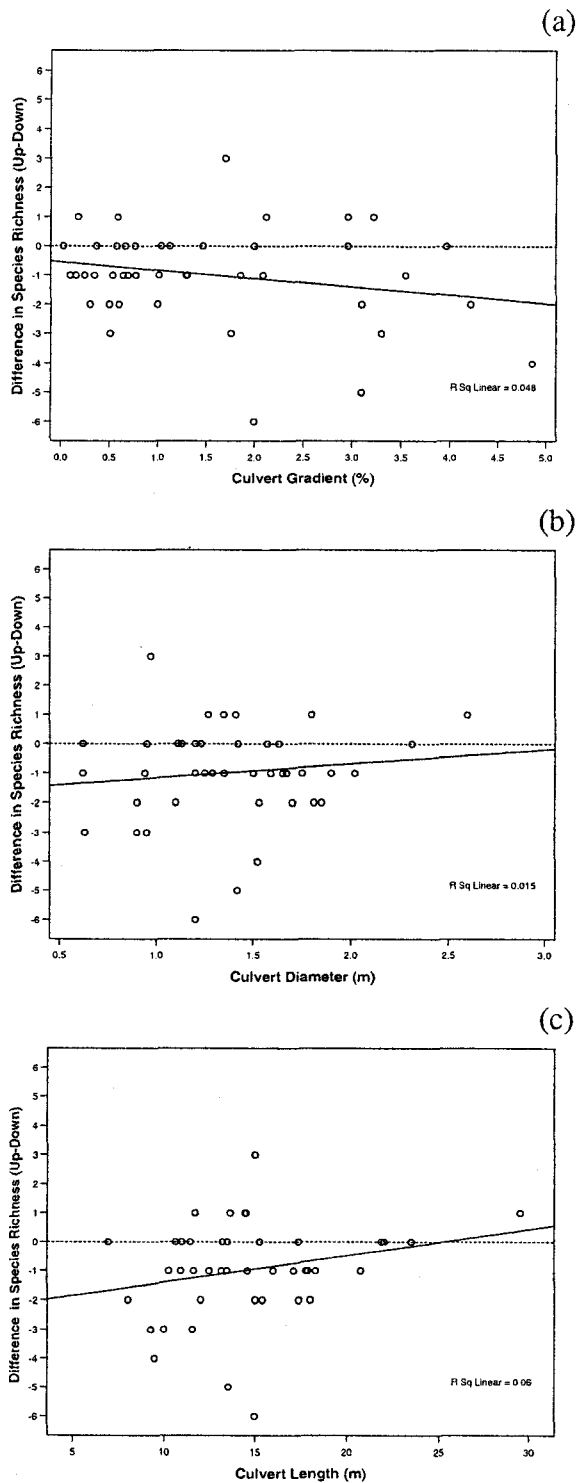 (a)
Difference in Species Richness (Up-Down)
6
5
4
3
2
1
0
-1
-2
-3
-4
-5
-6
R Sq Linear = 0.048
0.0 0.5 1.0 1.5 2.0 2.5 3.0 3.5 4.0 4.5 5.0
Culvert Gradient (%)
(b)
Difference in Species Richness (Up-Down)
6
5
4
3
2
1
0
-1
-2
-3
-4
-5
-6
R Sq Linear = 0.015
0.5 1.0 1.5 2.0 2.5 3.0
Culvert Diameter (m)
(c)
Difference in Species Richness (Up-Down)
6
5
4
3
2
1
0
-1
-2
-3
-4
-5
-6
R Sq Linear = 0.06
5 10 15 20 25 30
Culvert Length (m)